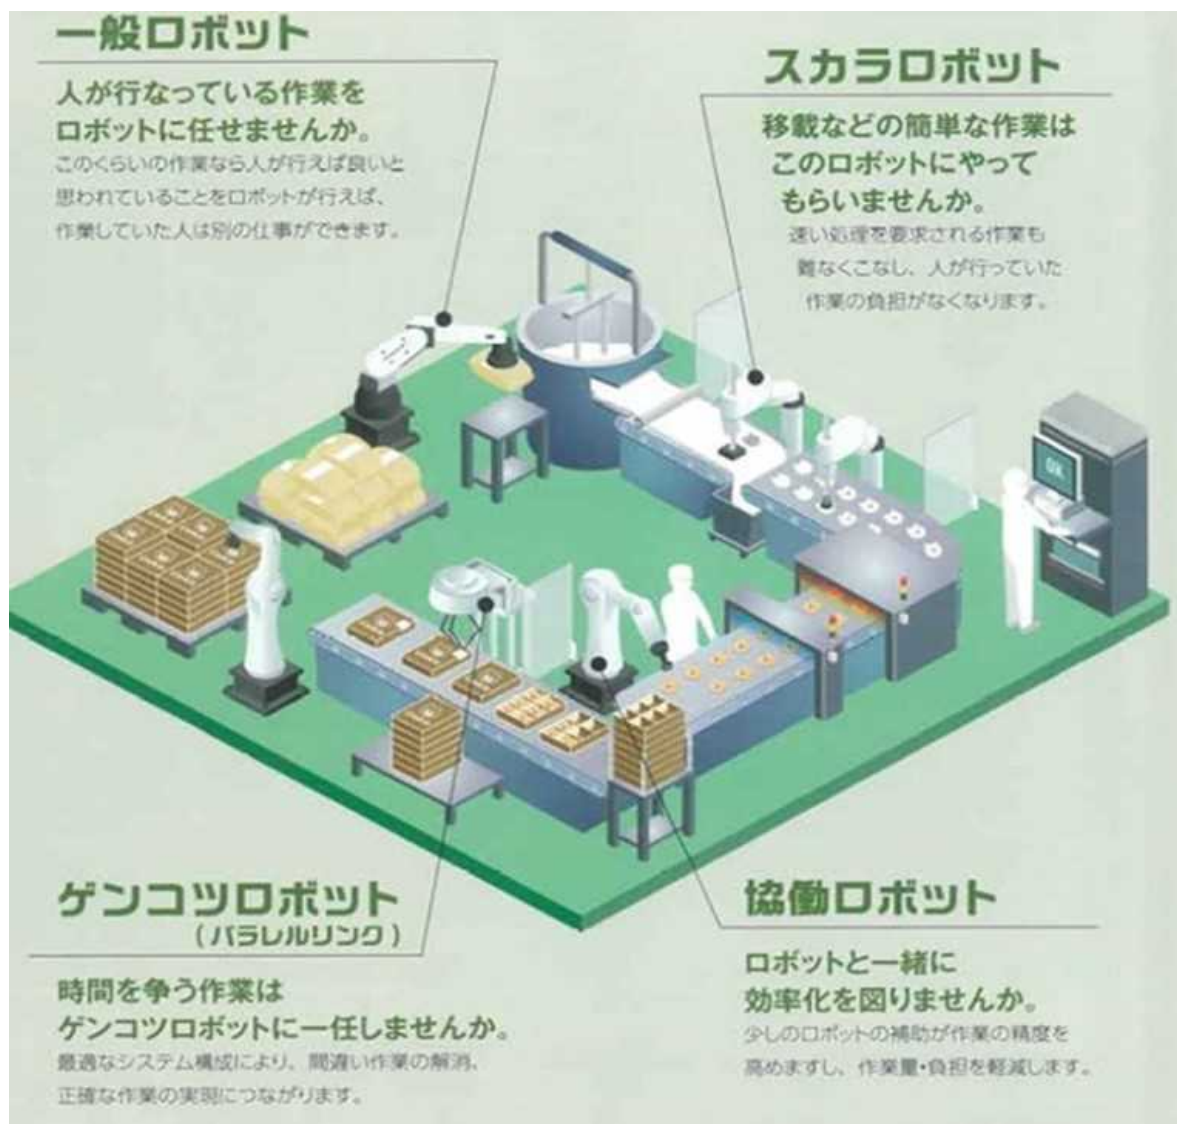 一般ロボット
人が行なっている作業を
ロボットに任せませんか。
このくらいの作業なら人が行えば良いと
思われていることをロボットが行えば、
作業していた人は別の仕事ができます。
スカラロボット
移載などの簡単な作業は
このロボットにやって
もらいませんか。
速い処理を要求される作業も
難なくこなし、人が行っていた
作業の負担がなくなります。
OK
ゲンコツロボット
(パラレルリンク)
時間を争う作業は
ゲンコツロボットに一任しませんか。
最適なシステム構成により、間違い作業の解消、
正確な作業の実現につながります。
協働ロボット
ロボットと一緒に
効率化を図りませんか。
少しのロボットの補助が作業の精度を
高めますし、作業量・負担を軽減します。